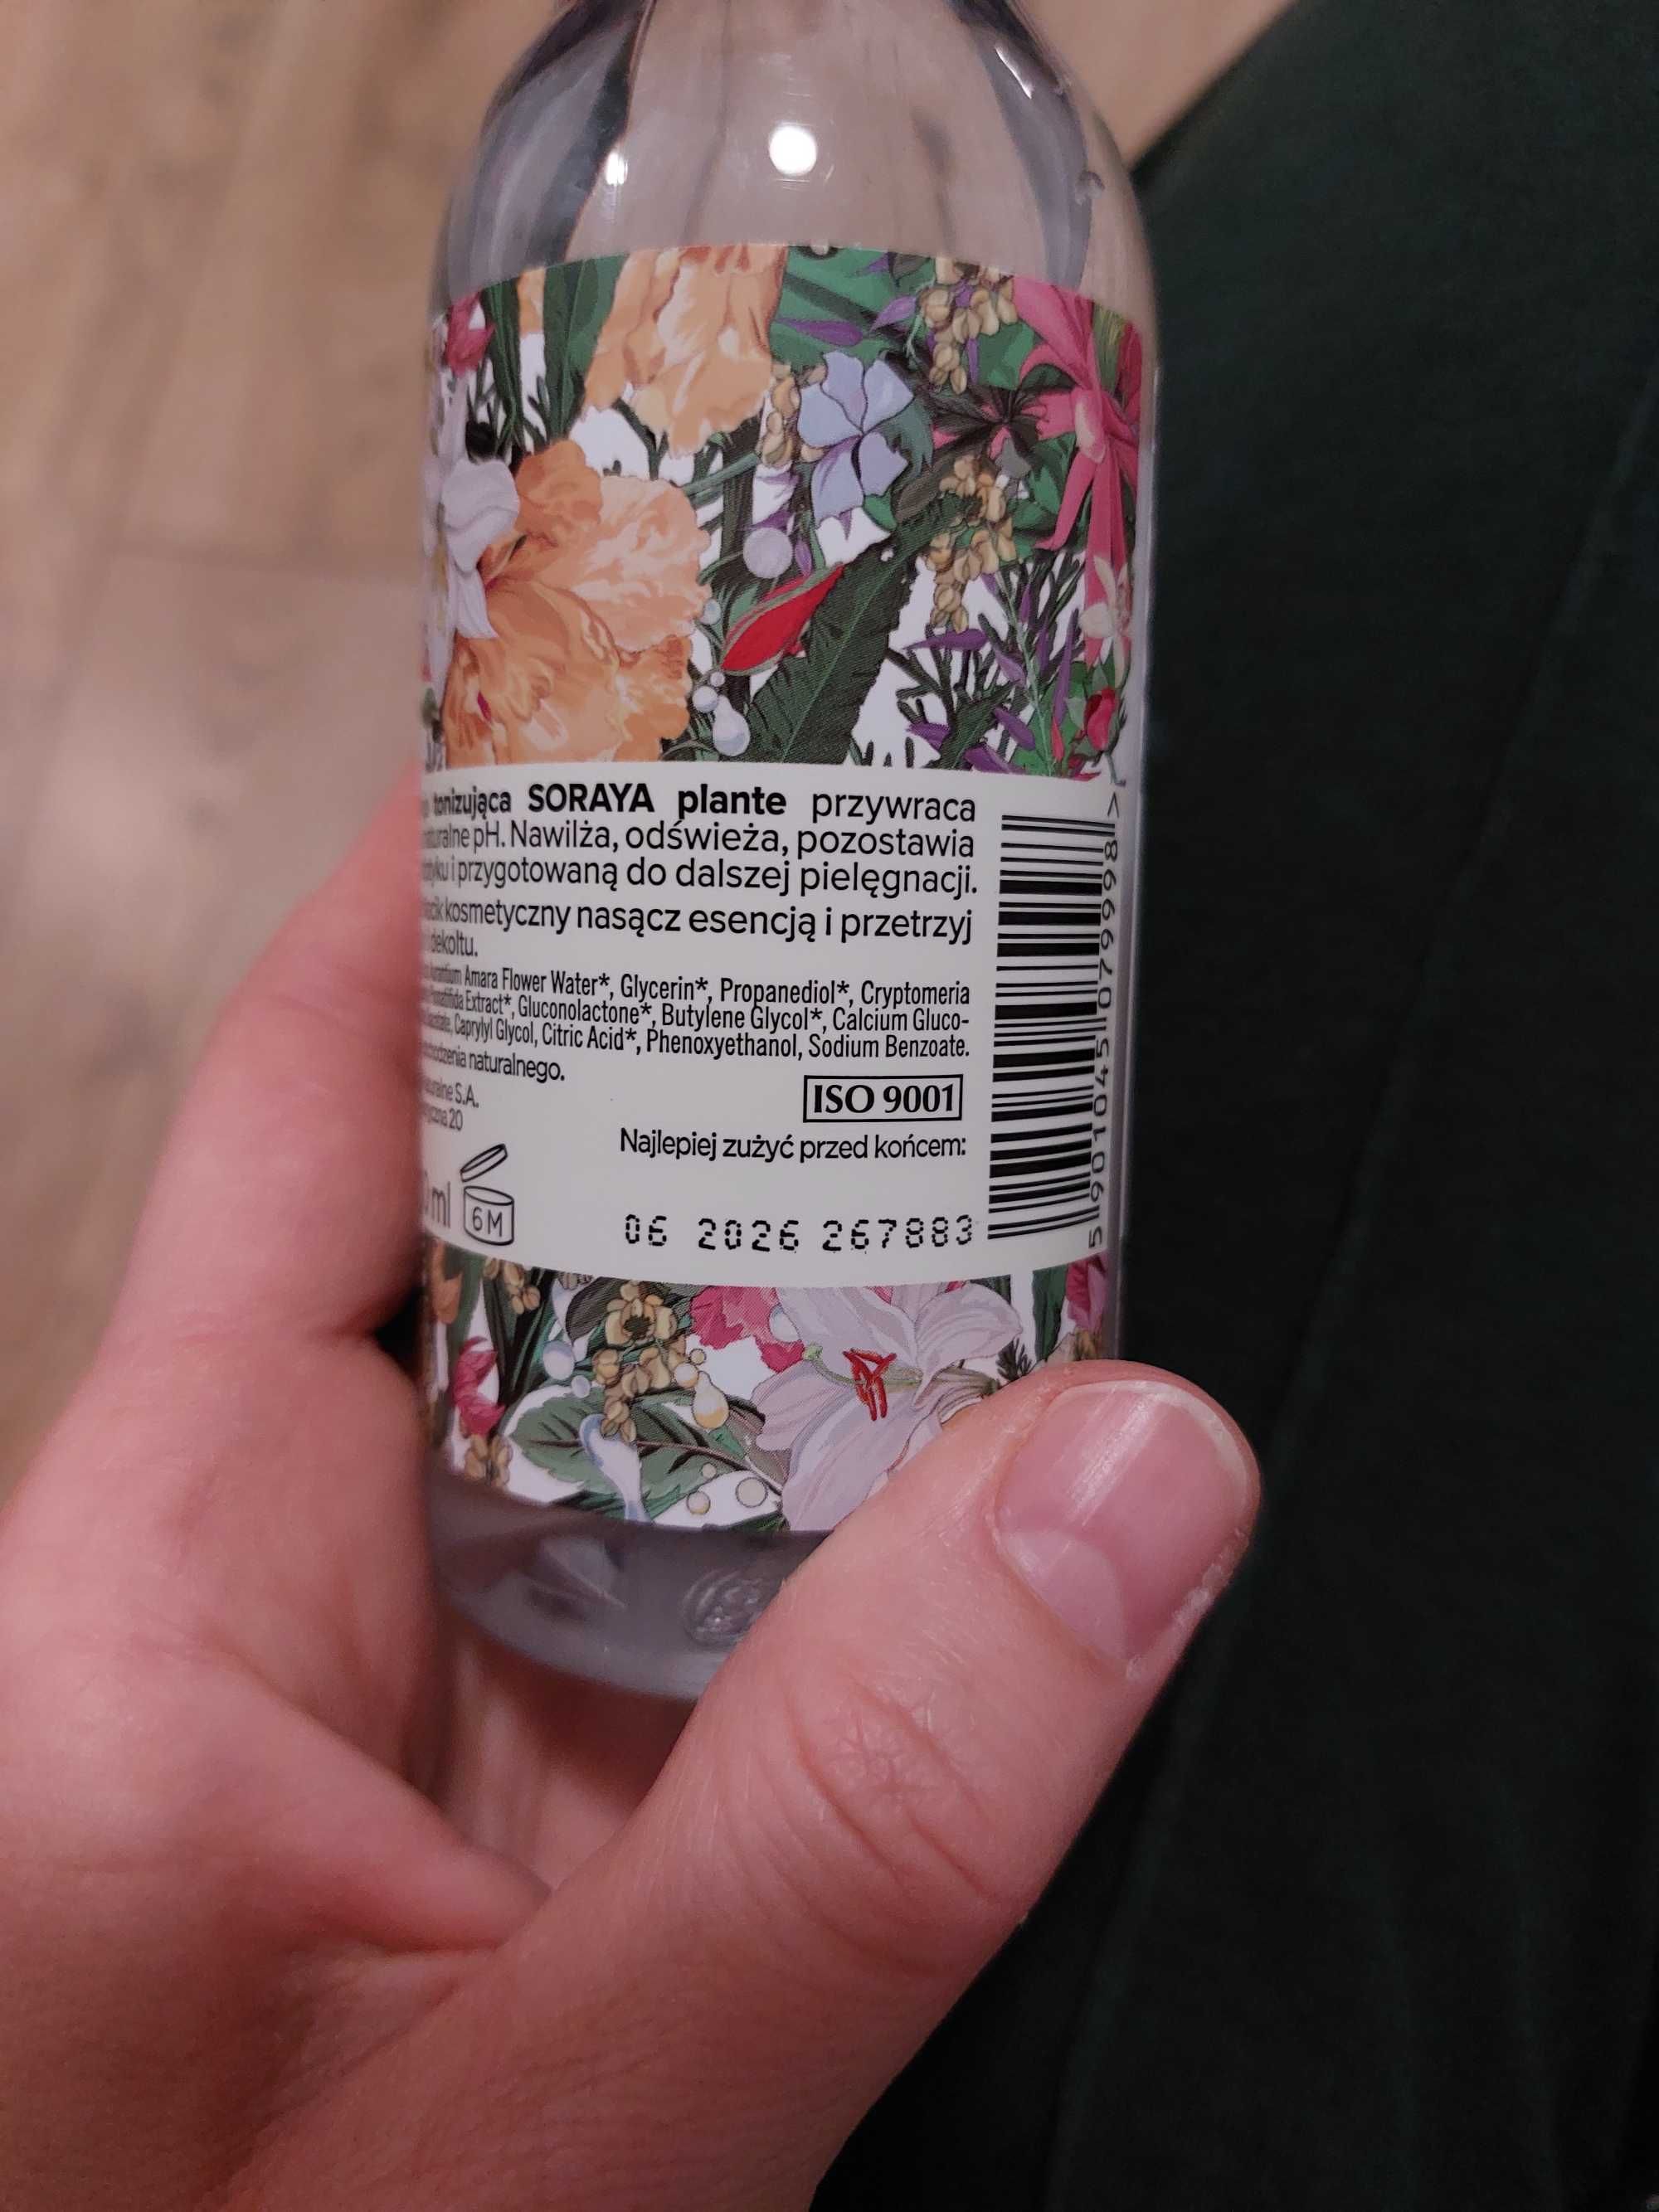 tonizująca SORAYA plante przywraca
pH. Nawilża, odświeża, pozostawia
i przygotowaną do dalszej pielęgnacji.
kosmetyczny nasącz esencją i przetrzyj
dekoltu.
Amara Flower Water*, Glycerin*, Propanediol*, Cryptomeria
Extract*, Gluconolactone*, Butylene Glycol*, Calcium Gluco-
Caprylyl Glycol, Citric Acid*, Phenoxyethanol, Sodium Benzoate.
naturalnego.
S.A.
20
ISO 9001
Najlepiej zużyć przed końcem:
ml
6M
06 2026 267883
5 901045 079998 >